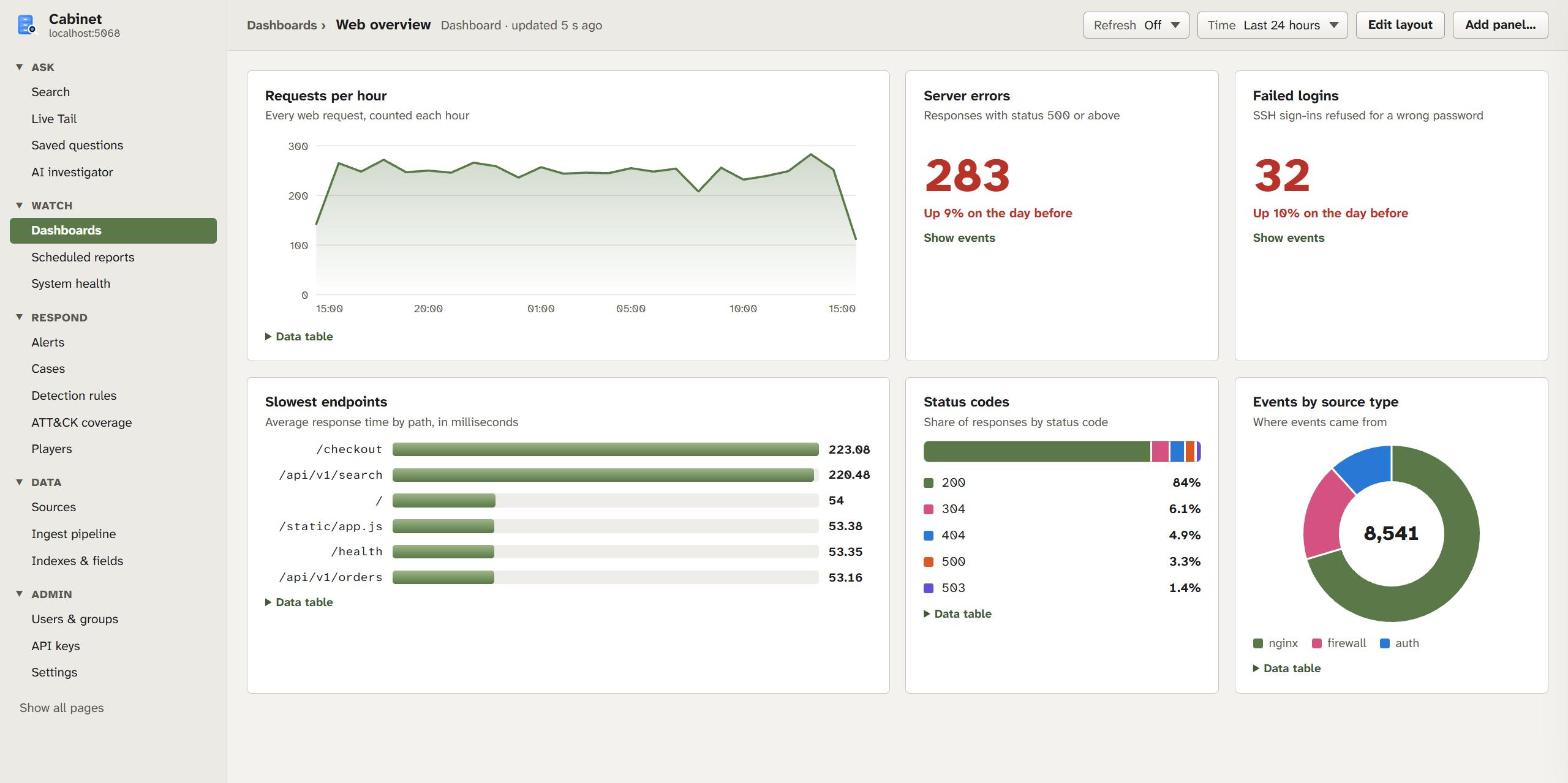 Cabinet
localhost:5068
ASK
Search
Live Tail
Saved questions
AI investigator
WATCH
Dashboards
Scheduled reports
System health
RESPOND
Alerts
Cases
Detection rules
ATT&CK coverage
Players
DATA
Sources
Ingest pipeline
Indexes & fields
ADMIN
Users & groups
API keys
Settings
Show all pages
Dashboards › Web overview Dashboard · updated 5 s ago
Refresh Off
Time Last 24 hours
Edit layout
Add panel…
Requests per hour
Every web request, counted each hour
300
200
100
0
15:00 20:00 01:00 05:00 10:00 15:00
Data table
Server errors
Responses with status 500 or above
283
Up 9% on the day before
Show events
Failed logins
SSH sign-ins refused for a wrong password
32
Up 10% on the day before
Show events
Slowest endpoints
Average response time by path, in milliseconds
/checkout 223.08
/api/v1/search 220.48
/ 54
/static/app.js 53.38
/health 53.35
/api/v1/orders 53.16
Data table
Status codes
Share of responses by status code
200 84%
304 6.1%
404 4.9%
500 3.3%
503 1.4%
Data table
Events by source type
Where events came from
8,541
nginx firewall auth
Data table